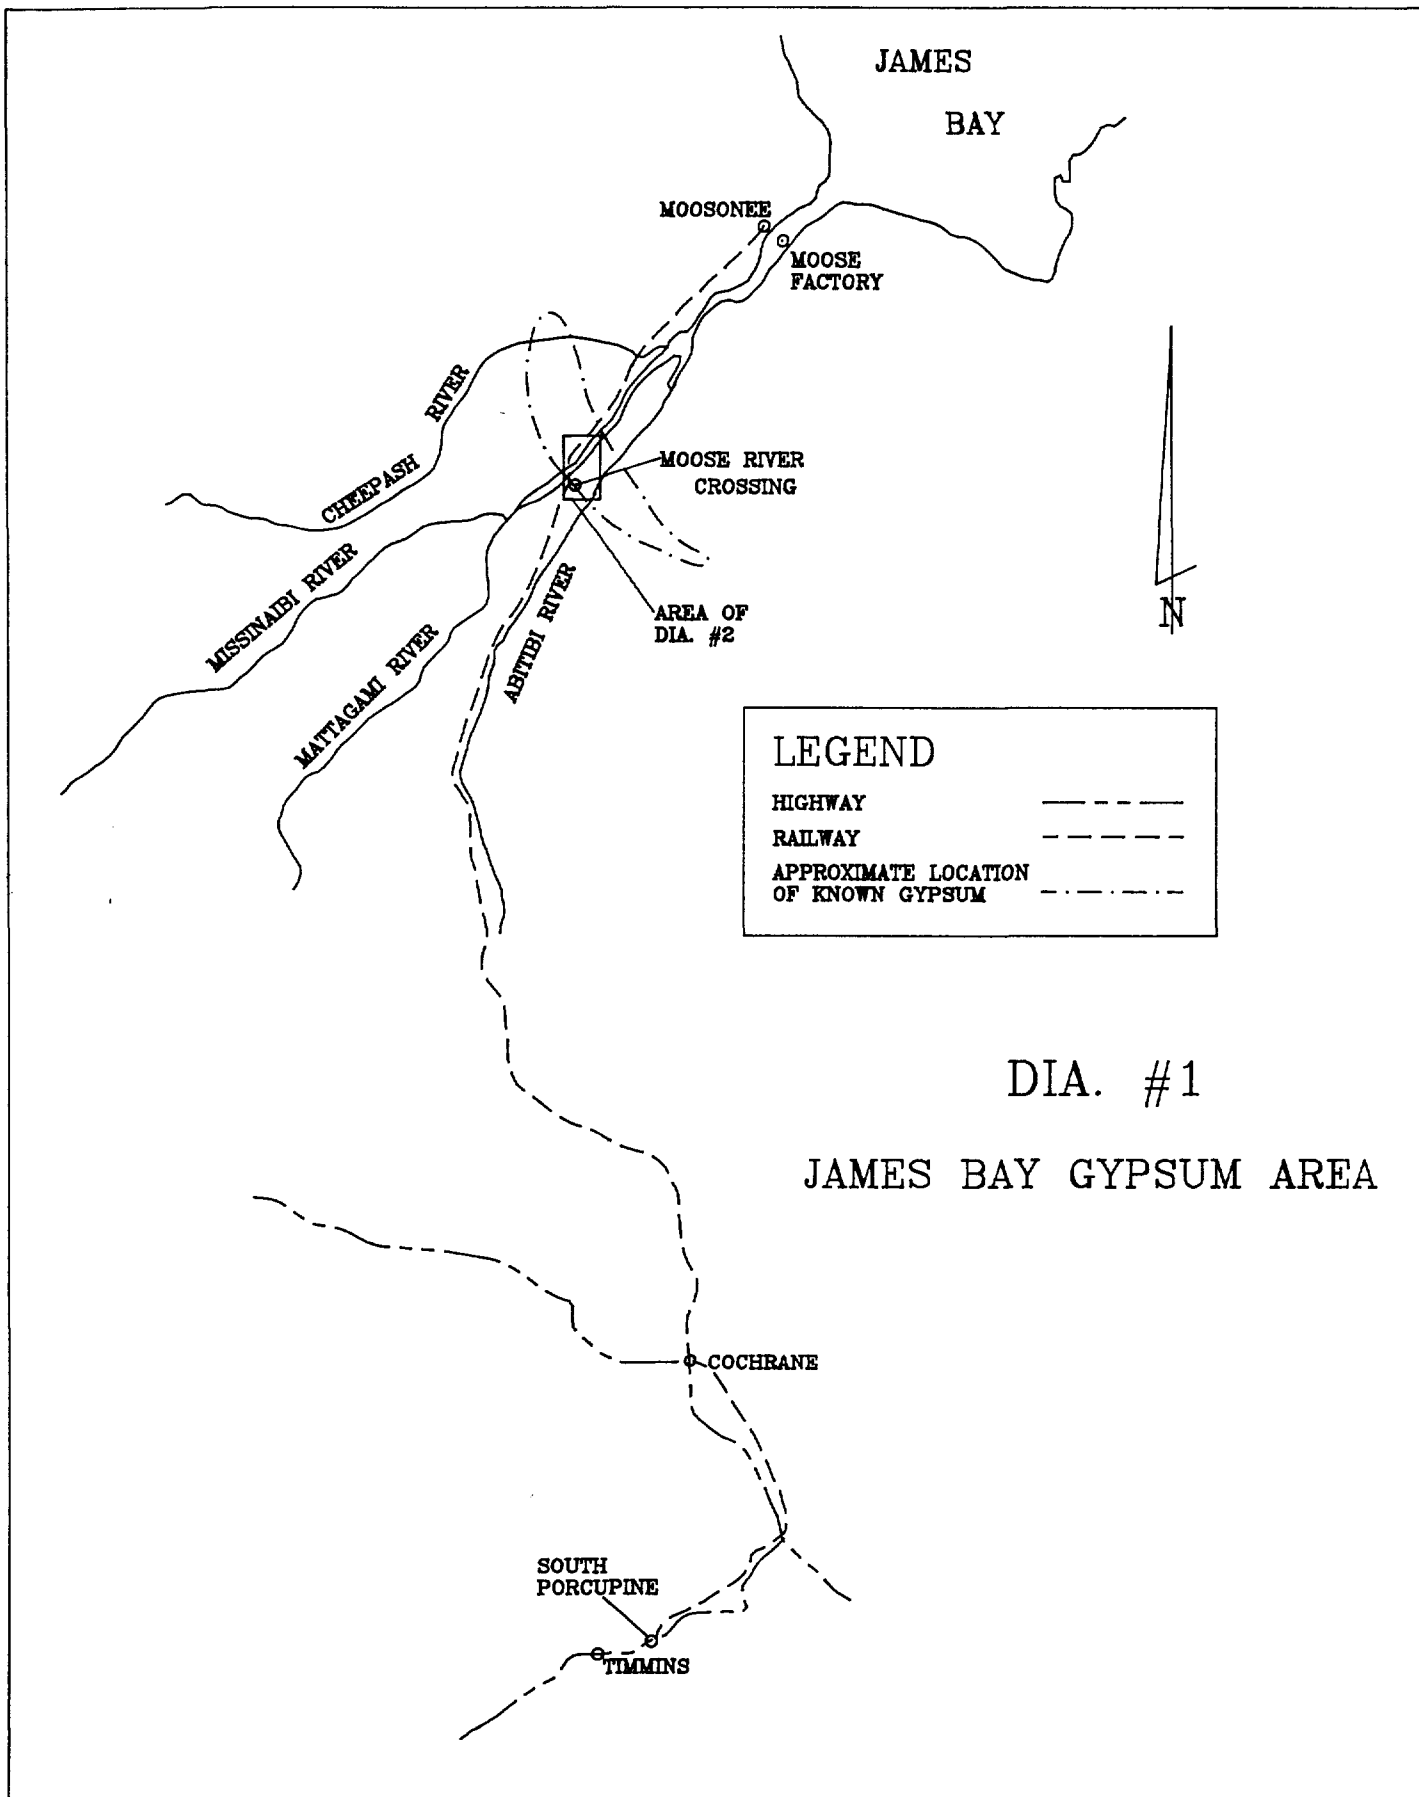 JAMES
BAY
MOOSONEE
MOOSE
FACTORY
CHEEPASH RIVER
MOOSE RIVER
CROSSING
MISSINAIBI RIVER
MATTAGAMI RIVER
ABITIBI RIVER
AREA OF
DIA. #2
N
LEGEND
HIGHWAY
RAILWAY
APPROXIMATE LOCATION
OF KNOWN GYPSUM
DIA. #1
JAMES BAY GYPSUM AREA
COCHRANE
SOUTH
PORCUPINE
TIMMINS